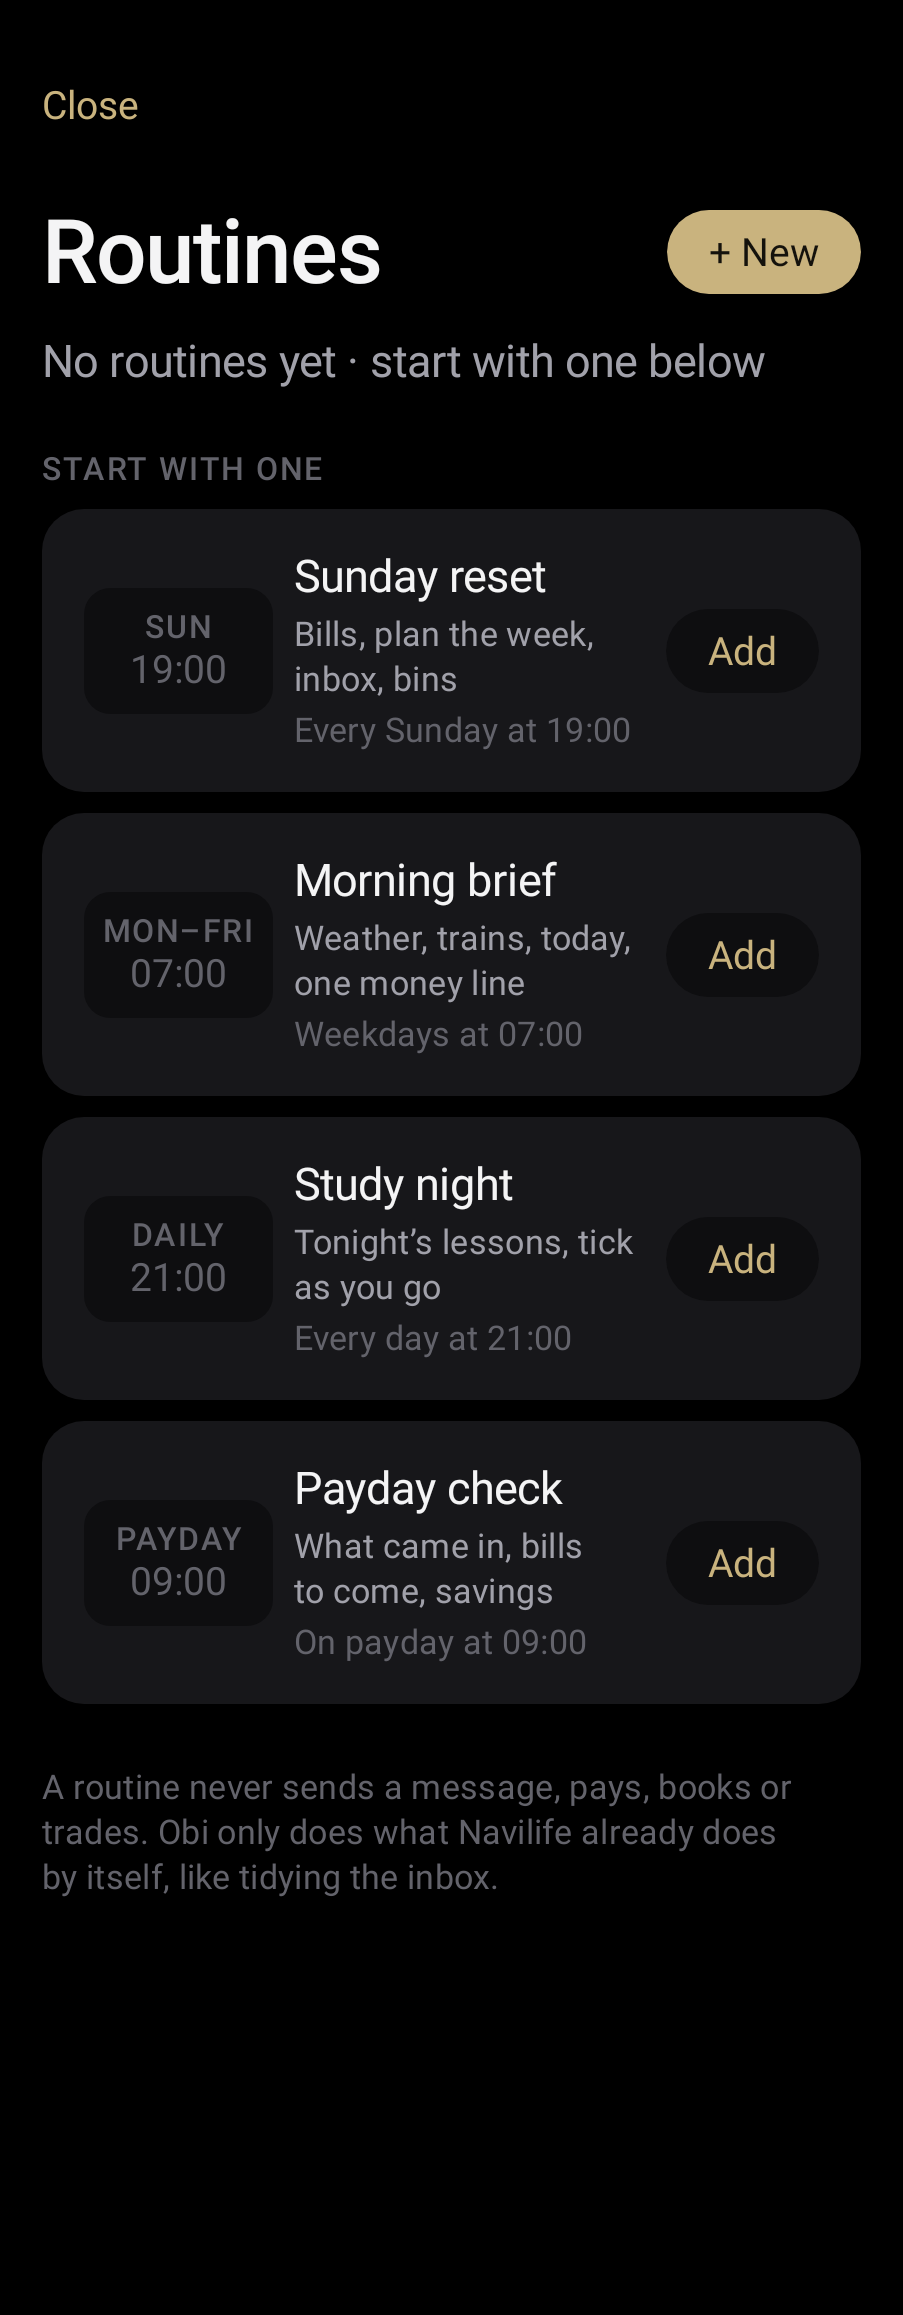 Close
Routines
+ New
No routines yet · start with one below
START WITH ONE
SUN
19:00
Sunday reset
Bills, plan the week,
inbox, bins
Every Sunday at 19:00
Add
MON–FRI
07:00
Morning brief
Weather, trains, today,
one money line
Weekdays at 07:00
Add
DAILY
21:00
Study night
Tonight’s lessons, tick
as you go
Every day at 21:00
Add
PAYDAY
09:00
Payday check
What came in, bills
to come, savings
On payday at 09:00
Add
A routine never sends a message, pays, books or
trades. Obi only does what Navilife already does
by itself, like tidying the inbox.